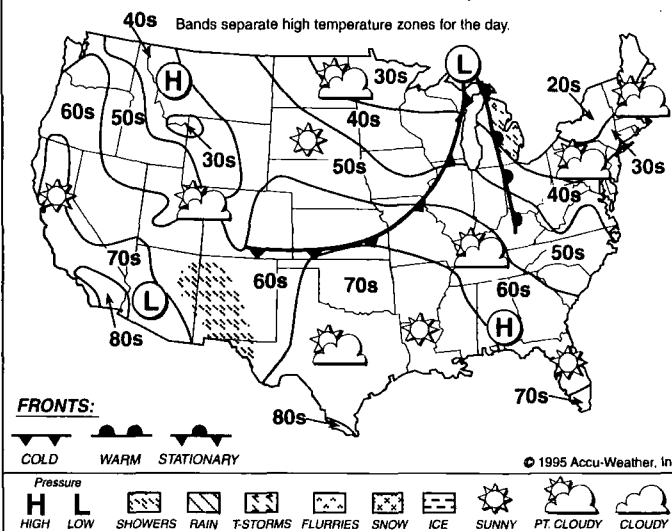 40s
Bands separate high temperature zones for the day.
H
L
30s
20s
60s
50s
40s
30s
50s
30s
40s
70s
60s
70s
50s
60s
L
80s
H
70s
80s
FRONTS:
COLD WARM STATIONARY
© 1995 Accu-Weather, In
Pressure
H L
HIGH LOW SHOWERS RAIN T-STORMS FLURRIES SNOW ICE SUNNY PT. CLOUDY CLOUDY